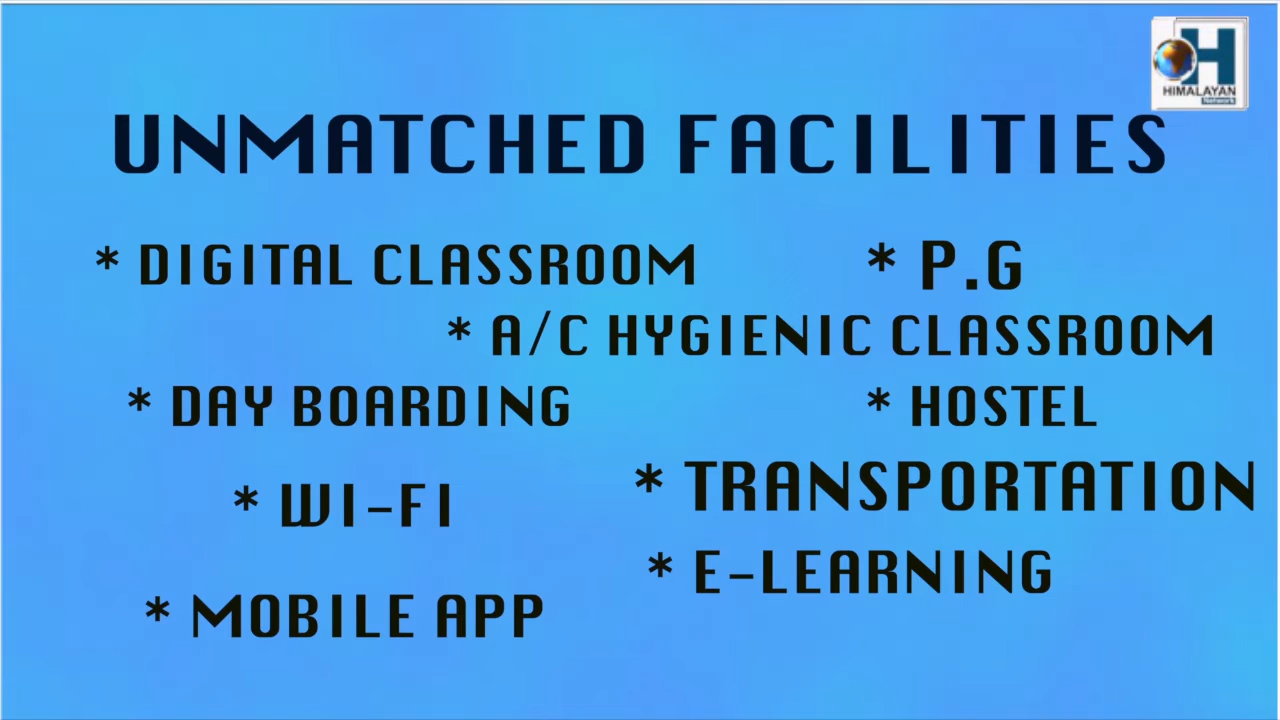 H
HIMALAYAN
Network
UNMATCHED FACILITIES
* DIGITAL CLASSROOM
* P.G
* A/C HYGIENIC CLASSROOM
* DAY BOARDING
* HOSTEL
* WI-FI
* TRANSPORTATION
* E-LEARNING
* MOBILE APP